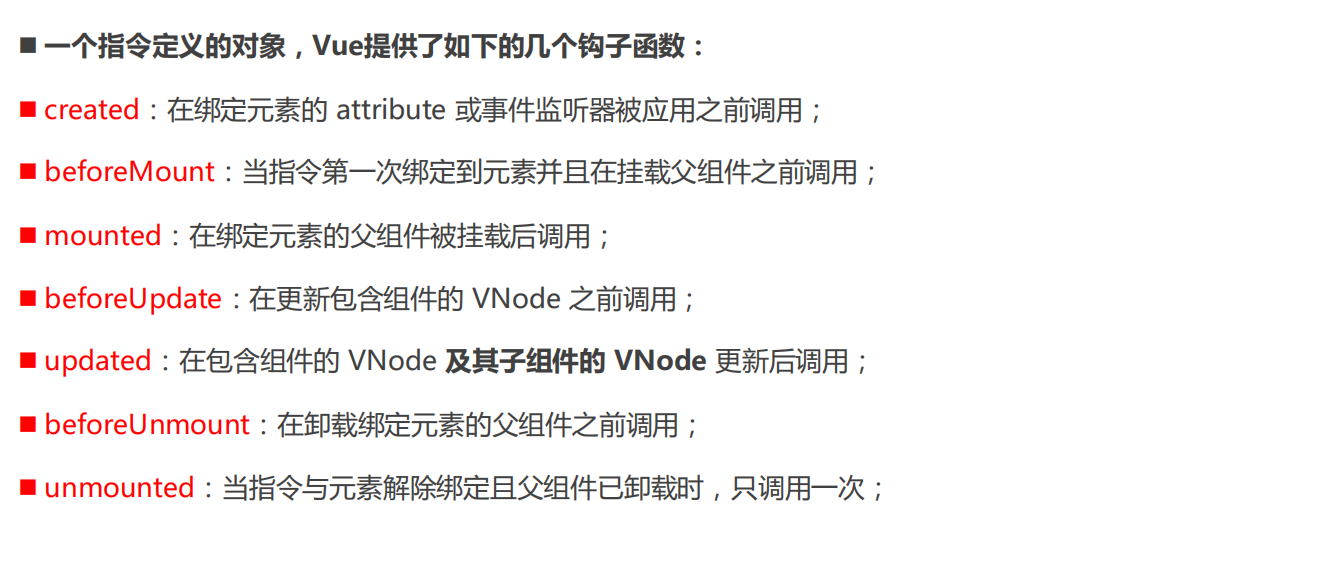 ■ 一个指令定义的对象，Vue提供了如下的几个钩子函数：
■ created：在绑定元素的 attribute 或事件监听器被应用之前调用；
■ beforeMount：当指令第一次绑定到元素并且在挂载父组件之前调用；
■ mounted：在绑定元素的父组件被挂载后调用；
■ beforeUpdate：在更新包含组件的 VNode 之前调用；
■ updated：在包含组件的 VNode 及其子组件的 VNode 更新后调用；
■ beforeUnmount：在卸载绑定元素的父组件之前调用；
■ unmounted：当指令与元素解除绑定且父组件已卸载时，只调用一次；